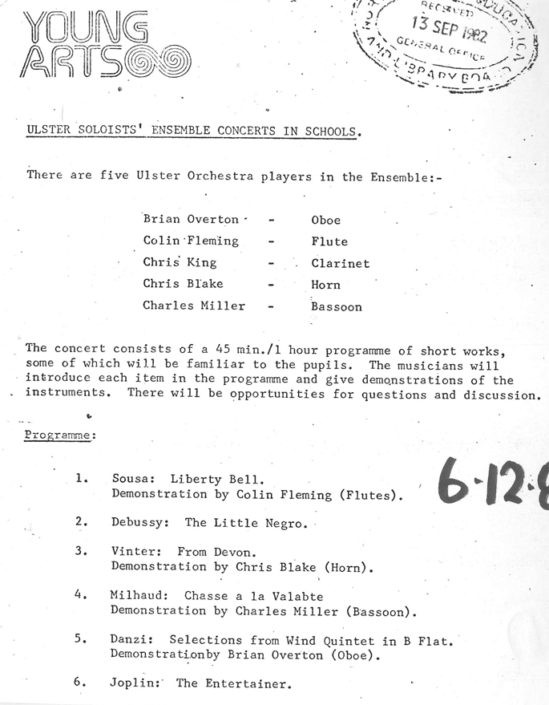 YOUNG
ARTS
RECEIVED
13 SEP 1982
GENERAL OFFICE
AND LIBRARY BOARD
ULSTER SOLOISTS' ENSEMBLE CONCERTS IN SCHOOLS.
There are five Ulster Orchestra players in the Ensemble:-
Brian Overton - Oboe
Colin Fleming - Flute
Chris King - Clarinet
Chris Blake - Horn
Charles Miller - Bassoon
The concert consists of a 45 min./1 hour programme of short works,
some of which will be familiar to the pupils. The musicians will
introduce each item in the programme and give demonstrations of the
instruments. There will be opportunities for questions and discussion.
Programme:
6.12.8
1. Sousa: Liberty Bell.
Demonstration by Colin Fleming (Flutes).
2. Debussy: The Little Negro.
3. Vinter: From Devon.
Demonstration by Chris Blake (Horn).
4. Milhaud: Chasse a la Valabte
Demonstration by Charles Miller (Bassoon).
5. Danzi: Selections from Wind Quintet in B Flat.
Demonstrationby Brian Overton (Oboe).
6. Joplin: The Entertainer.